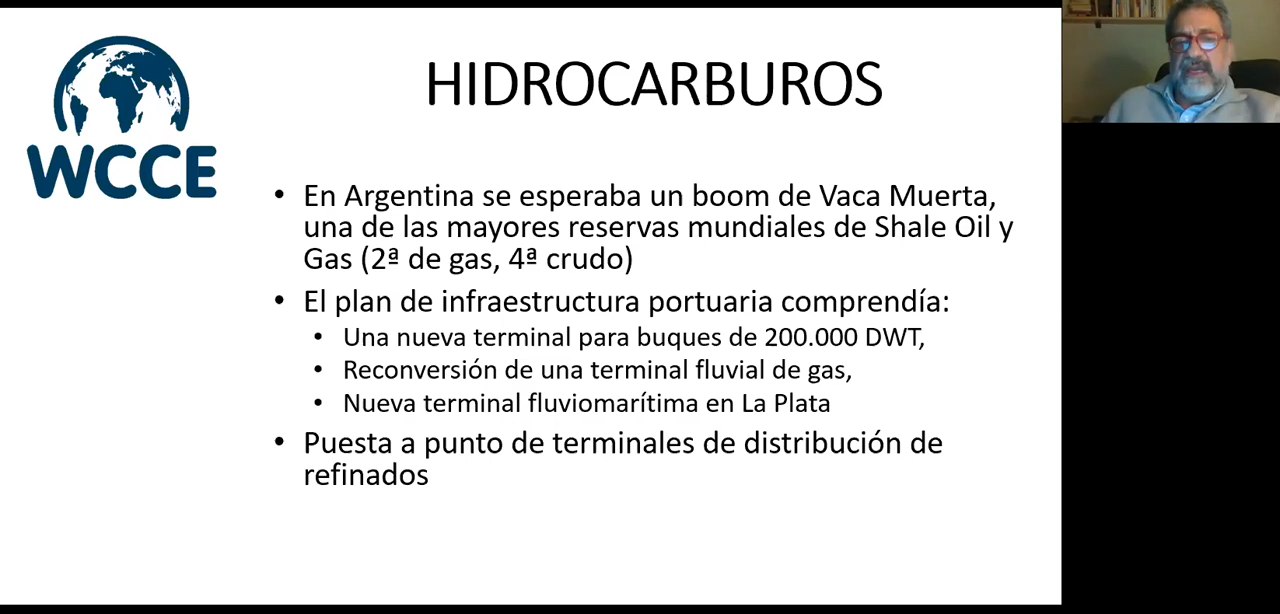 WCCE
HIDROCARBUROS
• En Argentina se esperaba un boom de Vaca Muerta,
una de las mayores reservas mundiales de Shale Oil y
Gas (2ª de gas, 4ª crudo)
• El plan de infraestructura portuaria comprendía:
• Una nueva terminal para buques de 200.000 DWT,
• Reconversión de una terminal fluvial de gas,
• Nueva terminal fluviomarítima en La Plata
• Puesta a punto de terminales de distribución de
refinados